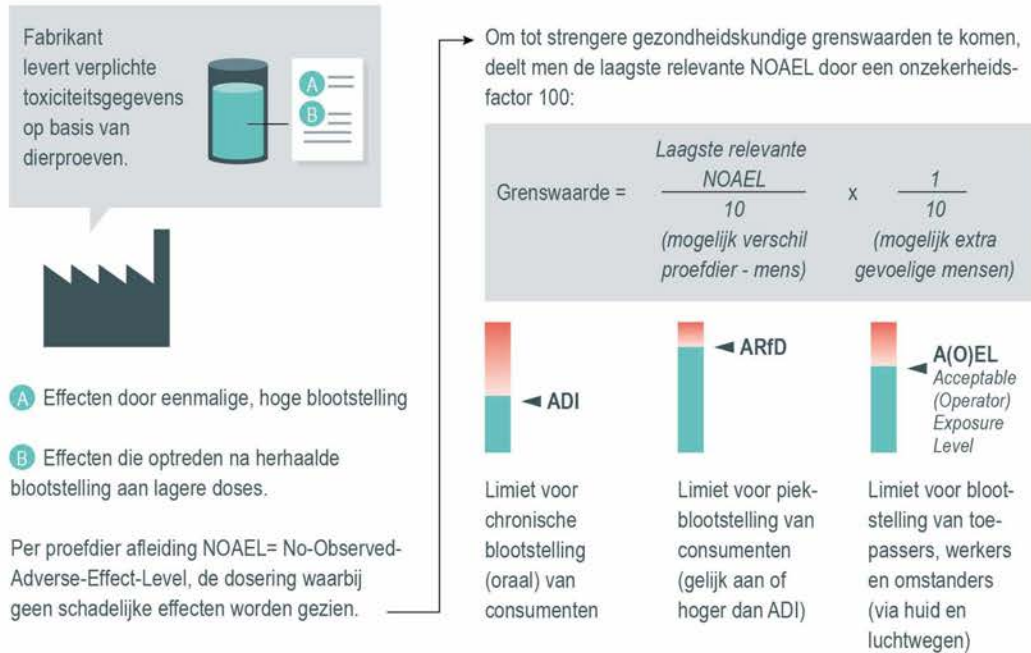 Fabrikant
levert verplichte
toxiciteitsgegevens
op basis van
dierproeven.
A
B
A Effecten door eenmalige, hoge blootstelling
B Effecten die optreden na herhaalde
blootstelling aan lagere doses.
Per proefdier afleiding NOAEL= No-Observed-
Adverse-Effect-Level, de dosering waarbij
geen schadelijke effecten worden gezien.
Om tot strengere gezondheidskundige grenswaarden te komen,
deelt men de laagste relevante NOAEL door een onzekerheids-
factor 100:
Laagste relevante
NOAEL 1
Grenswaarde = x
10 10
(mogelijk verschil (mogelijk extra
proefdier - mens) gevoelige mensen)
ADI
Limiet voor
chronische
blootstelling
(oraal) van
consumenten
ARfD
Limiet voor piek-
blootstelling van
consumenten
(gelijk aan of
hoger dan ADI)
A(O)EL
Acceptable
(Operator)
Exposure
Level
Limiet voor bloot-
stelling van toe-
passers, werkers
en omstanders
(via huid en
luchtwegen)